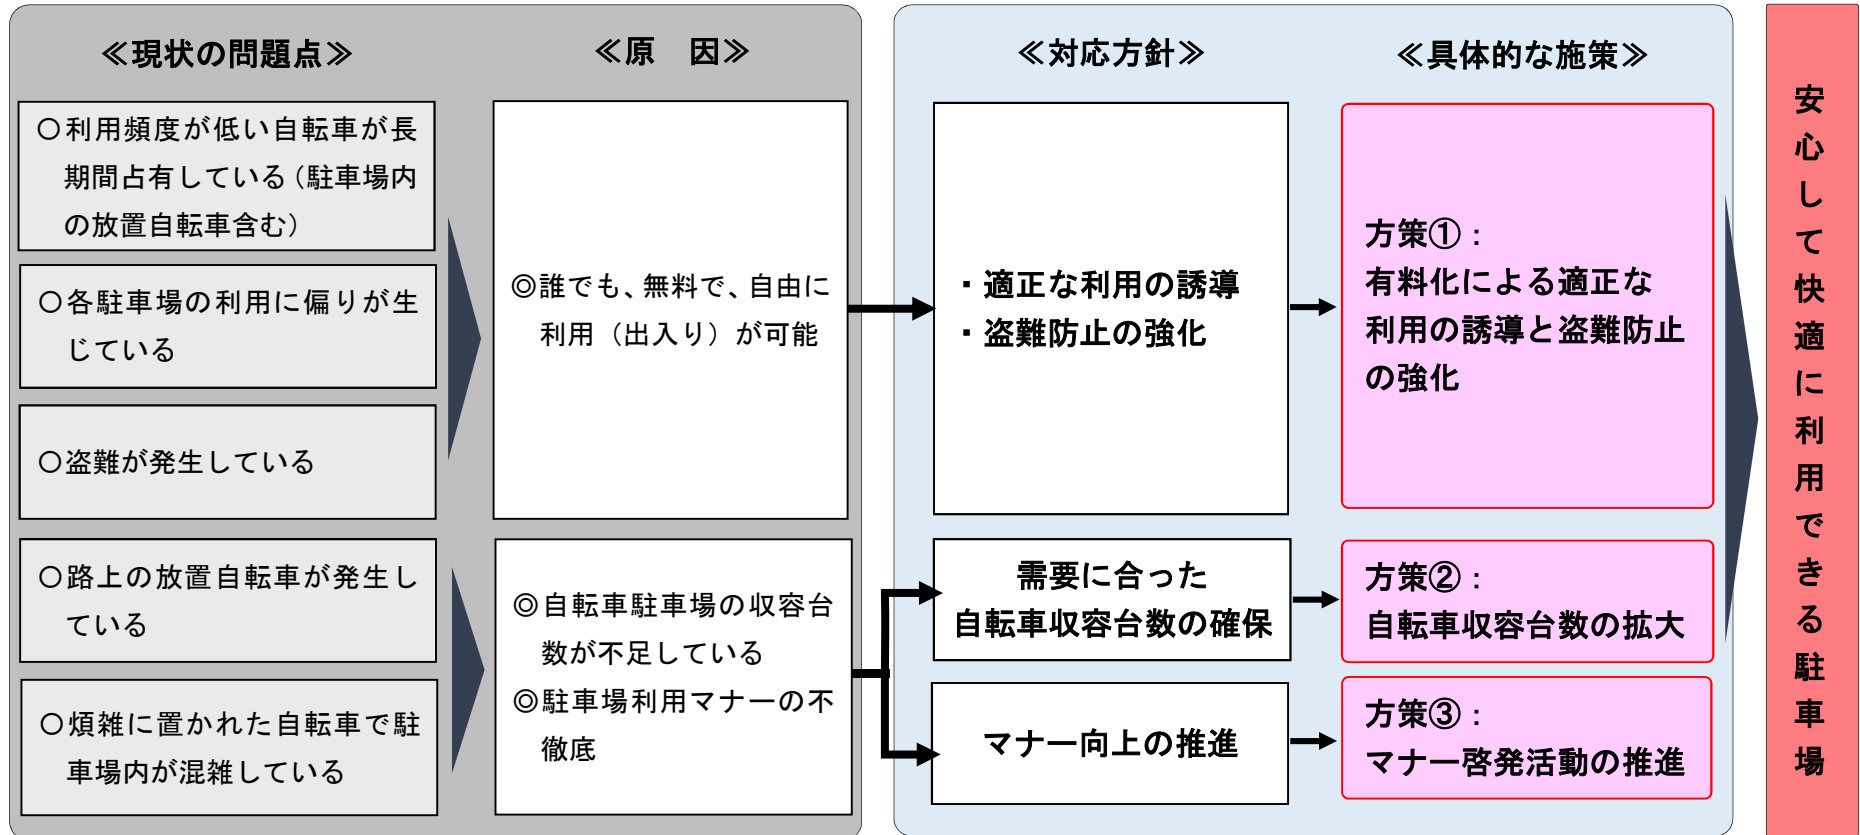 ≪現状の問題点≫
○利用頻度が低い自転車が長
期間占有している（駐車場内
の放置自転車含む）
○各駐車場の利用に偏りが生
じている
○盗難が発生している
○路上の放置自転車が発生し
ている
○煩雑に置かれた自転車で駐
車場内が混雑している
≪原　因≫
◎誰でも、無料で、自由に
利用（出入り）が可能
◎自転車駐車場の収容台
数が不足している
◎駐車場利用マナーの不
徹底
≪対応方針≫
・適正な利用の誘導
・盗難防止の強化
需要に合った
自転車収容台数の確保
マナー向上の推進
≪具体的な施策≫
方策①：
有料化による適正な
利用の誘導と盗難防止
の強化
方策②：
自転車収容台数の拡大
方策③：
マナー啓発活動の推進
安心して快適に利用できる駐車場